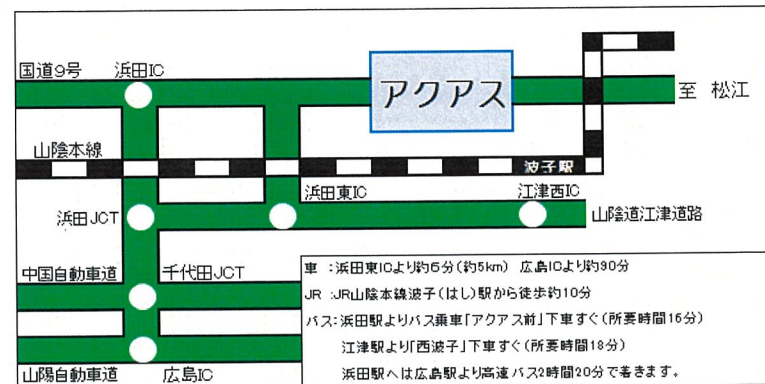 国道9号
浜田IC
アクアス
至 松江
山陰本線
波子駅
浜田東IC
江津西IC
浜田JCT
山陰道江津道路
中国自動車道
千代田JCT
山陽自動車道
広島IC
車 :浜田東ICより約5分(約5km) 広島ICより約90分
JR :JR山陰本線波子(はし)駅から徒歩約10分
バス:浜田駅よりバス乗車「アクアス前」下車すぐ(所要時間16分)
江津駅より「西波子」下車すぐ(所要時間18分)
浜田駅へは広島駅より高速バス2時間20分で着きます。